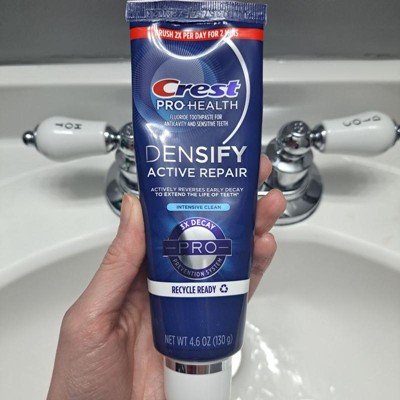 BRUSH 2X PER DAY FOR 2 MINS
Crest
PRO-HEALTH
FLUORIDE TOOTHPASTE FOR
ANTICAVITY AND SENSITIVE TEETH
DENSIFY
ACTIVE REPAIR
ACTIVELY REVERSES EARLY DECAY
TO EXTEND THE LIFE OF TEETH
INTENSIVE CLEAN
DECAY
PRO
PREVENTION SYSTEM
RECYCLE READY
NET WT 4.6 OZ (130 g)
HOT
COLD